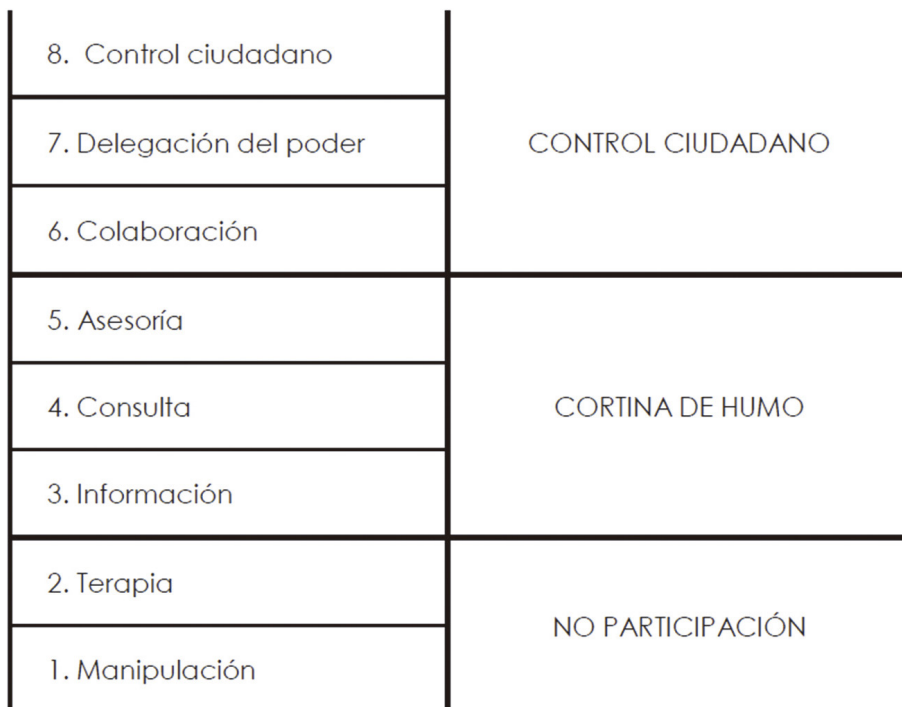 8. Control ciudadano
7. Delegación del poder
CONTROL CIUDADANO
6. Colaboración
5. Asesoría
4. Consulta
CORTINA DE HUMO
3. Información
2. Terapia
NO PARTICIPACIÓN
1. Manipulación